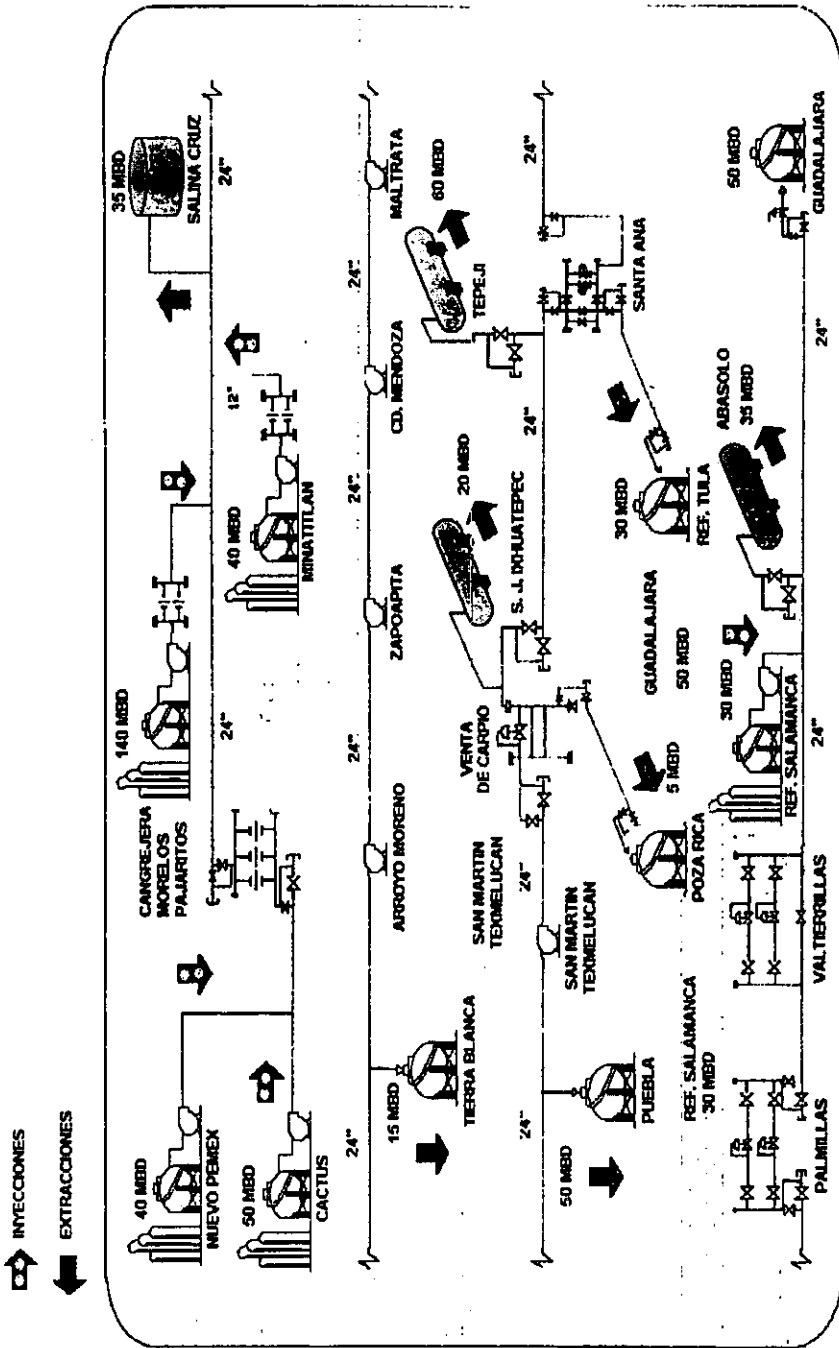 INYECCIONES
EXTRACCIONES
NUEVO PEMEX
40 MBD
CACTUS
50 MBD
CANGREJERA
MORELOS
PAJARITOS
140 MBD
24"
MINATITLAN
40 MBD
12"
35 MBD
SALINA CRUZ
24"
24"
15 MBD
TIERRA BLANCA
ARROYO MORENO
24"
ZAPOAPITA
24"
CD. MENDOZA
24"
MALTRATA
24"
50 MBD
PUEBLA
SAN MARTIN
TEXMELUCAN
24"
SAN MARTIN
TEXMELUCAN
VENTA
DE CARPIO
S. J. IXHUATEPEC
20 MBD
24"
TEPEJI
60 MBD
24"
SANTA ANA
POZA RICA
5 MBD
30 MBD
REF. TULA
GUADALAJARA
50 MBD
REF. SALAMANCA
30 MBD
PALMILLAS
VALTIERRILLAS
REF. SALAMANCA
30 MBD
24"
ABASOLO
35 MBD
24"
50 MBD
GUADALAJARA